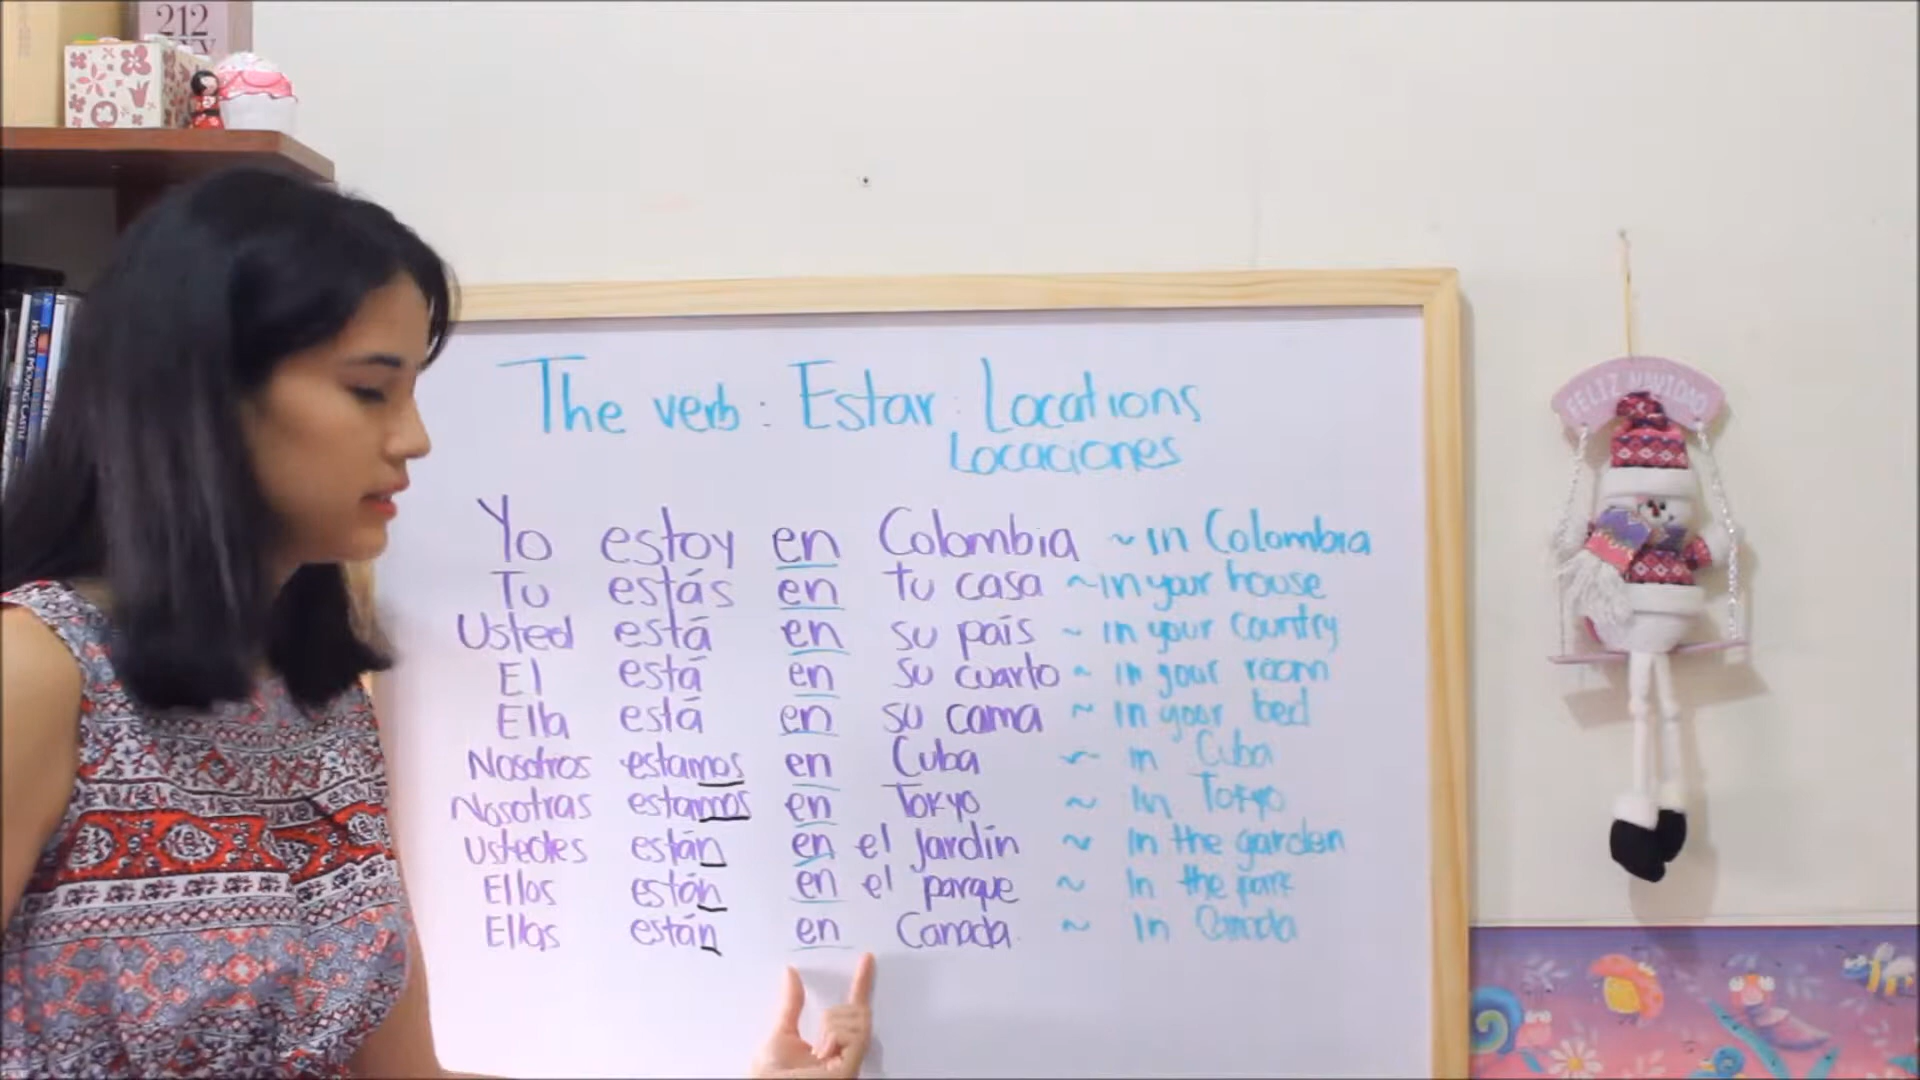 212
FELIZ NAVIDAD
The verb: Estar: Locations
Locaciones
Yo estoy en Colombia ~ in Colombia
Tu estás en tu casa ~ in your house
Usted está en su país ~ in your country
El está en su cuarto ~ in your room
Ella está en su cama ~ in your bed
Nosotros estamos en Cuba ~ in Cuba
Nosotras estamos en Tokyo ~ In Tokyo
Ustedes están en el jardín ~ In the garden
Ellos están en el parque ~ In the park
Ellas están en Canada ~ In Canada